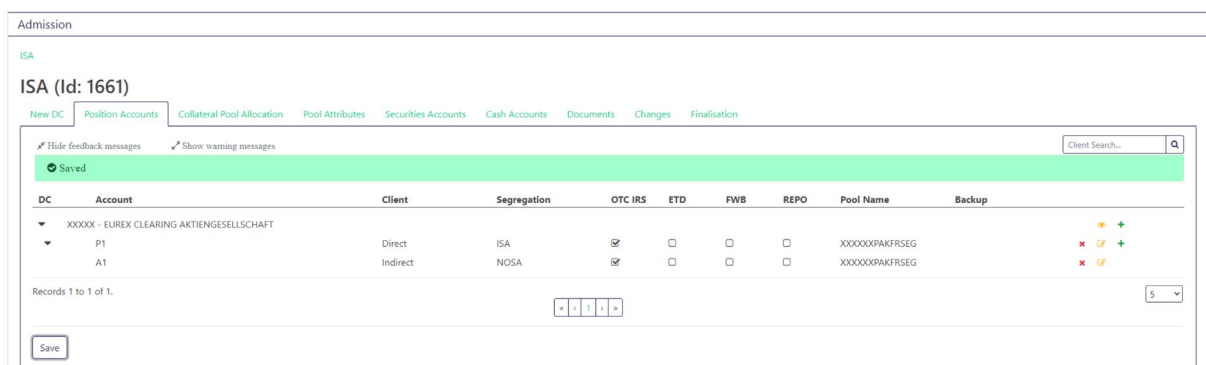 Admission
ISA
ISA (Id: 1661)
New DC Position Accounts Collateral Pool Allocation Pool Attributes Securities Accounts Cash Accounts Documents Changes Finalisation
Hide feedback messages Show warning messages Client Search...
Saved
DC Account Client Segregation OTC IRS ETD FWB REPO Pool Name Backup
XXXXX - EUREX CLEARING AKTIENGESELLSCHAFT
P1 Direct ISA XXXXXXPAKFRSEG
A1 Indirect NOSA XXXXXXPAKFRSEG
Records 1 to 1 of 1. « ‹ 1 › » 5
Save